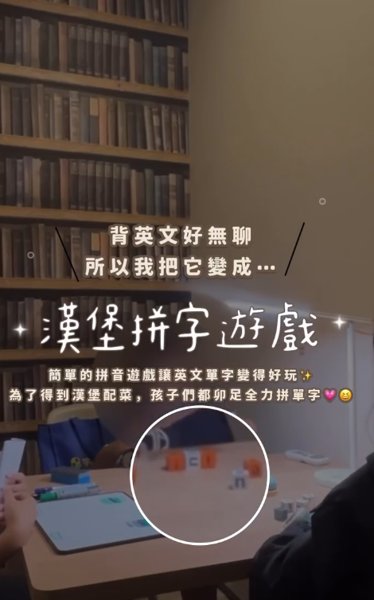 背英文好無聊
所以我把它變成…
漢堡拼字遊戲
簡單的拼音遊戲讓英文單字變得好玩✨
為了得到漢堡配菜，孩子們都卯足全力拼單字💗😆